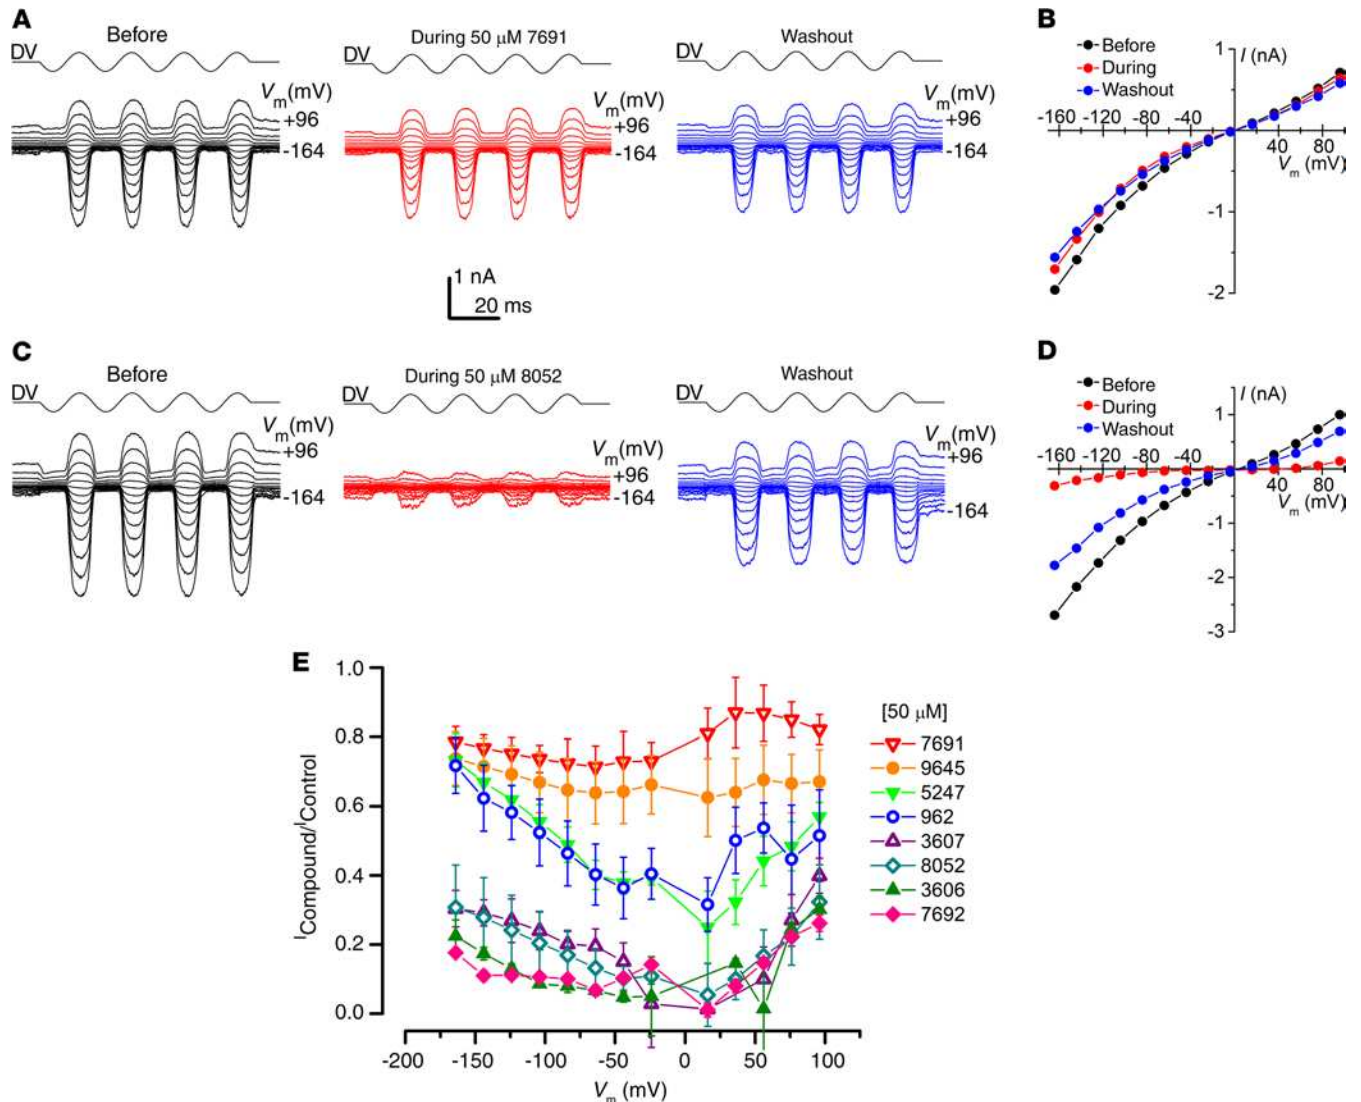 A
Before
During 50 μM 7691
Washout
DV
DV
DV
Vm(mV)
+96
-164
Vm(mV)
+96
-164
Vm(mV)
+96
-164
1 nA
20 ms
B
1 I (nA)
Before
During
Washout
-160 -120 -80 -40
40 80
Vm (mV)
-1
-2
C
Before
During 50 μM 8052
Washout
DV
DV
DV
Vm(mV)
+96
-164
Vm(mV)
+96
-164
Vm(mV)
+96
-164
D
I (nA)
Before
During
Washout
1
-160 -120 -80 -40
40 80
Vm (mV)
-1
-2
-3
E
1.0
0.8
0.6
0.4
0.2
0.0
ICompound/IControl
-200 -150 -100 -50 0 50 100
Vm (mV)
[50 μM]
7691
9645
5247
962
3607
8052
3606
7692